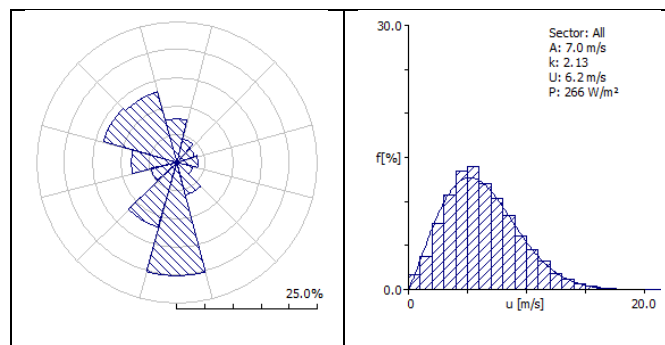 25.0%
30.0
Sector: All
A: 7.0 m/s
k: 2.13
U: 6.2 m/s
P: 266 W/m²
f[%]
0.0
0
u [m/s]
20.0